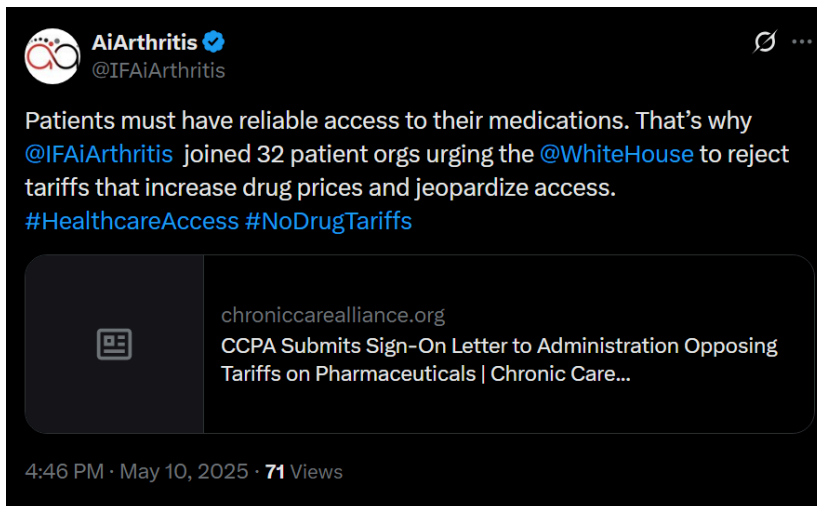 AiArthritis
@IFAiArthritis
Patients must have reliable access to their medications. That’s why
@IFAiArthritis joined 32 patient orgs urging the @WhiteHouse to reject
tariffs that increase drug prices and jeopardize access.
#HealthcareAccess #NoDrugTariffs
chroniccarealliance.org
CCPA Submits Sign-On Letter to Administration Opposing
Tariffs on Pharmaceuticals | Chronic Care...
4:46 PM · May 10, 2025 · 71 Views